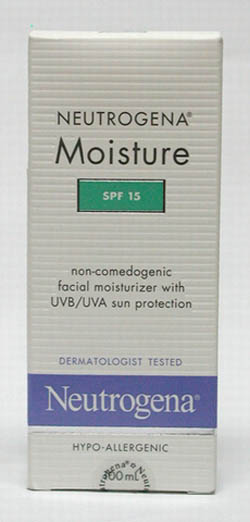 NEUTROGENA®
Moisture
SPF 15
non-comedogenic
facial moisturizer with
UVB/UVA sun protection
DERMATOLOGIST TESTED
Neutrogena®
HYPO-ALLERGENIC